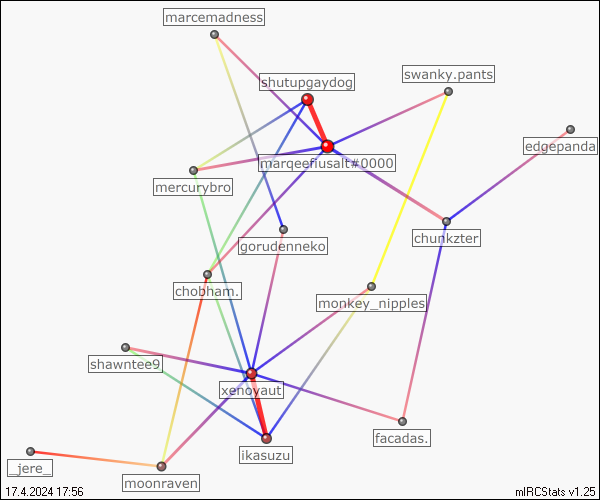 marcemadness
swanky.pants
shutupgaydog
edgepanda
marqeefiusalt#0000
mercurybro
gorudenneko
chunkzter
chobham.
monkey_nipples
shawntee9
xenoyaut
facadas.
ikasuzu
_jere_
moonraven
17.4.2024 17:56
mIRCStats v1.25